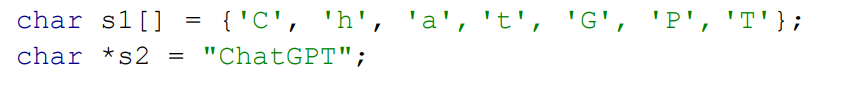 char s1[] = {'C', 'h', 'a', 't', 'G', 'P', 'T'};
char *s2 = "ChatGPT";